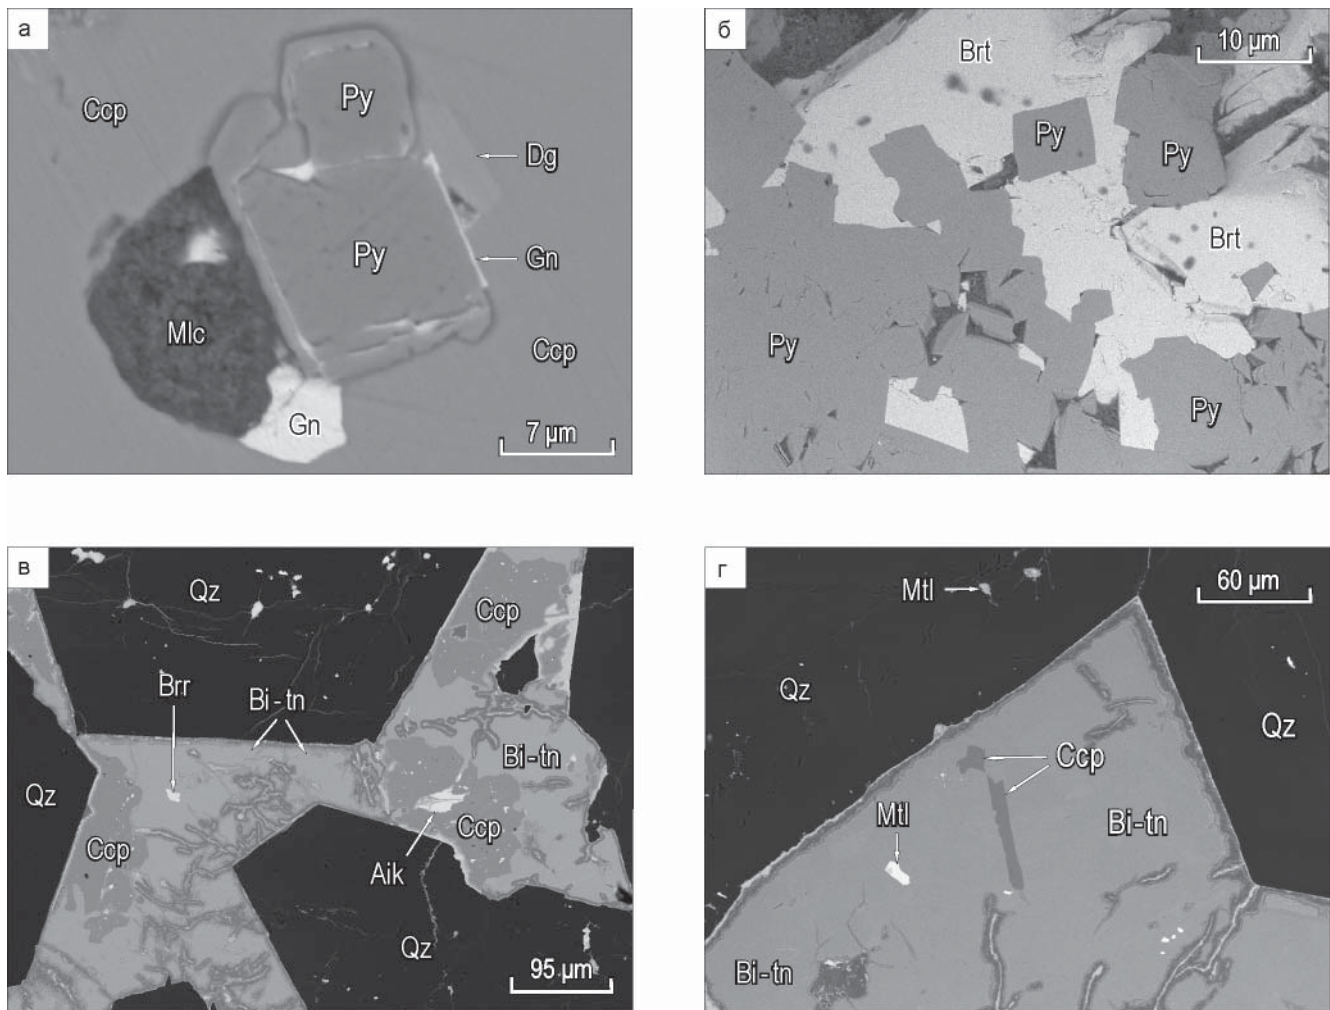 а
Py
Ccp
Dg
Py
Gn
Mlc
Ccp
Gn
7 µm
б
Brt
10 µm
Py
Py
Brt
Py
Py
в
Qz
Ccp
Brr
Bi-tn
Bi-tn
Qz
Ccp
Ccp
Aik
Qz
95 µm
г
Mtl
60 µm
Qz
Qz
Ccp
Mtl
Bi-tn
Bi-tn